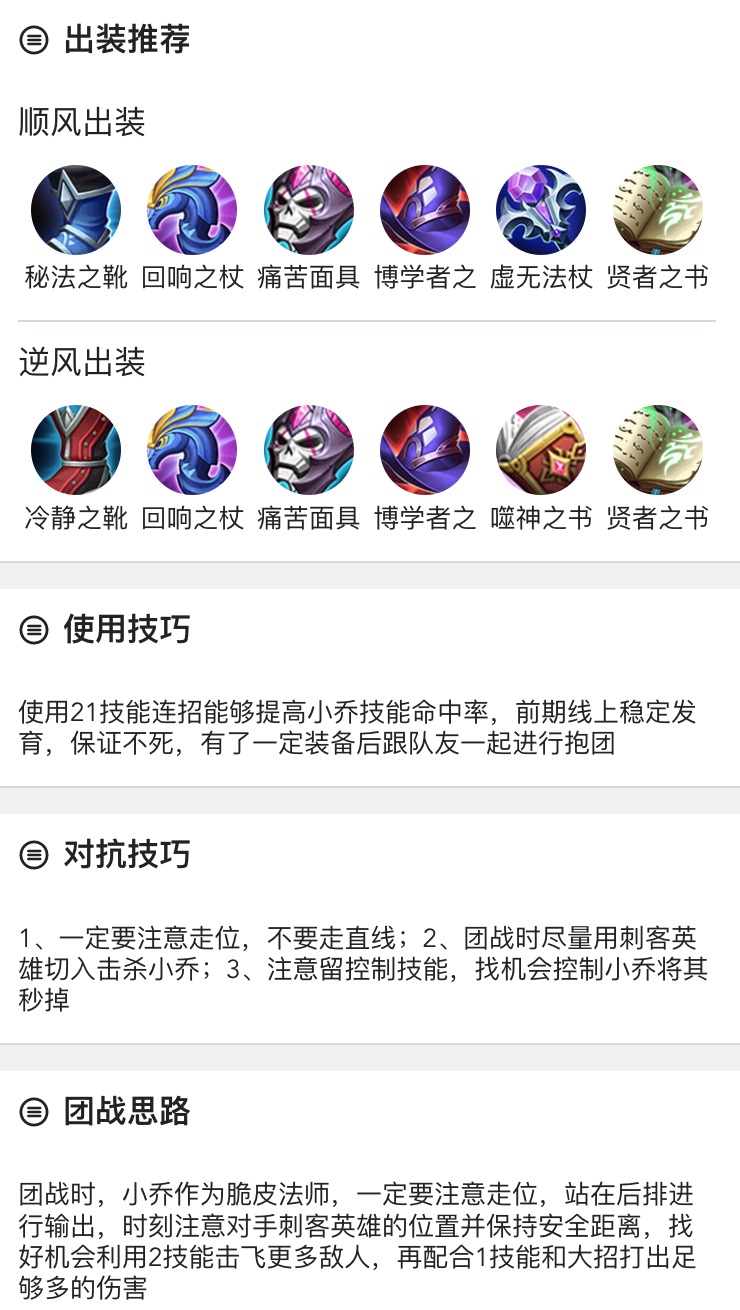 出装推荐
顺风出装
秘法之靴 回响之杖 痛苦面具 博学者之 虚无法杖 贤者之书
逆风出装
冷静之靴 回响之杖 痛苦面具 博学者之 噬神之书 贤者之书
使用技巧
使用21技能连招能够提高小乔技能命中率，前期线上稳定发
育，保证不死，有了一定装备后跟队友一起进行抱团
对抗技巧
1、一定要注意走位，不要走直线；2、团战时尽量用刺客英
雄切入击杀小乔；3、注意留控制技能，找机会控制小乔将其
秒掉
团战思路
团战时，小乔作为脆皮法师，一定要注意走位，站在后排进
行输出，时刻注意对手刺客英雄的位置并保持安全距离，找
好机会利用2技能击飞更多敌人，再配合1技能和大招打出足
够多的伤害